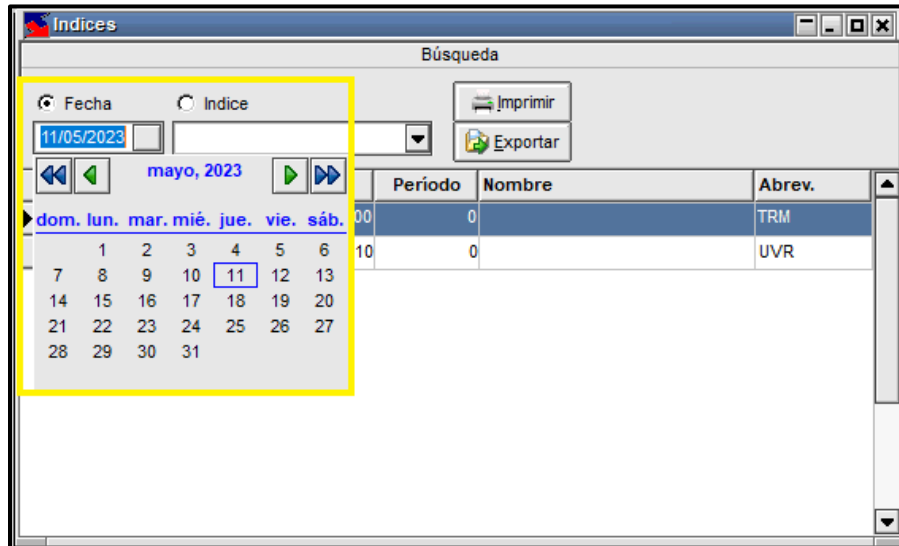 Indices
Búsqueda
Fecha Indice Imprimir
11/05/2023 Exportar
mayo, 2023
Período Nombre Abrev.
dom. lun. mar. mié. jue. vie. sáb.
00 0 TRM
1 2 3 4 5 6
10 0 UVR
7 8 9 10 11 12 13
14 15 16 17 18 19 20
21 22 23 24 25 26 27
28 29 30 31